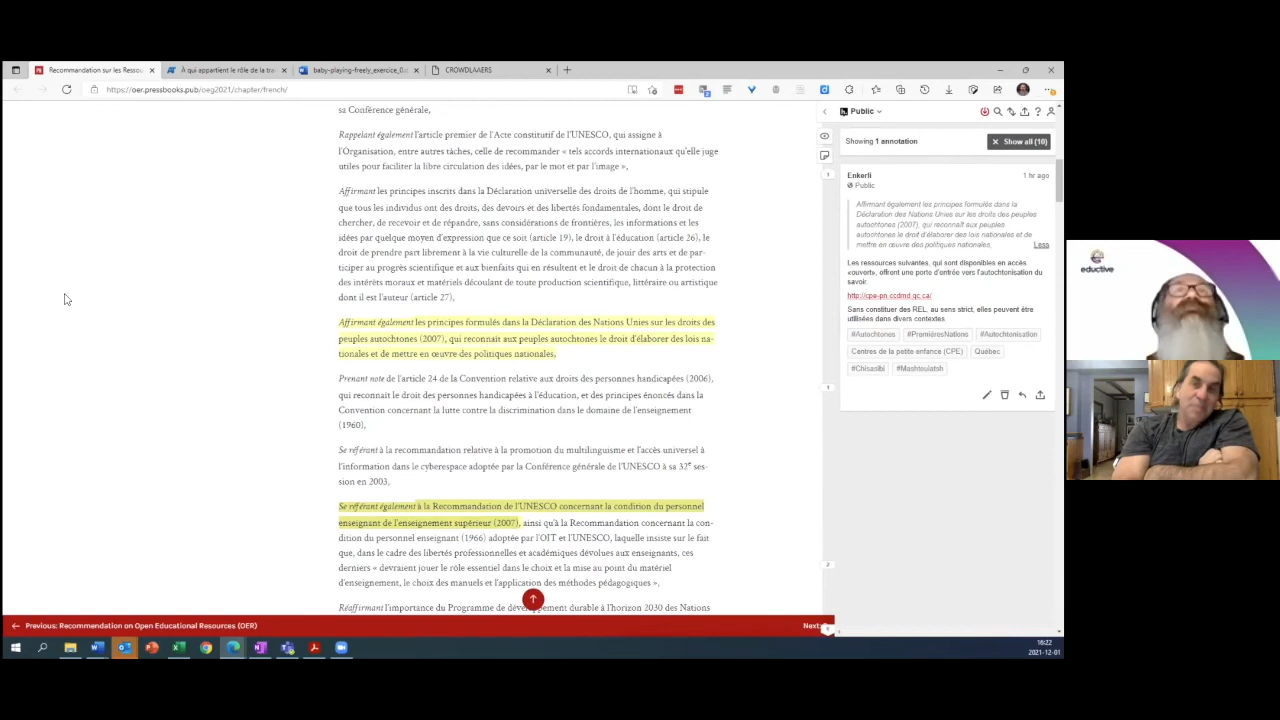 Recommandation sur les Ressou
À qui appartient le rôle de la tra
baby-playing-freely_exercice_0
CROWDLAAERS
https://oer.pressbooks.pub/oeg2021/chapter/french/
sa Conférence générale,
Rappelant également l'article premier de l'Acte constitutif de l'UNESCO, qui assigne à
l'Organisation, entre autres tâches, celle de recommander « tels accords internationaux qu'elle juge
utiles pour faciliter la libre circulation des idées, par le mot et par l'image »,
Affirmant les principes inscrits dans la Déclaration universelle des droits de l'homme, qui stipule
que tous les individus ont des droits, des devoirs et des libertés fondamentales, dont le droit de
chercher, de recevoir et de répandre, sans considérations de frontières, les informations et les
idées par quelque moyen d'expression que ce soit (article 19), le droit à l'éducation (article 26), le
droit de prendre part librement à la vie culturelle de la communauté, de jouir des arts et de par-
ticiper au progrès scientifique et aux bienfaits qui en résultent et le droit de chacun à la protection
des intérêts moraux et matériels découlant de toute production scientifique, littéraire ou artistique
dont il est l'auteur (article 27),
Affirmant également les principes formulés dans la Déclaration des Nations Unies sur les droits des
peuples autochtones (2007), qui reconnait aux peuples autochtones le droit d'élaborer des lois na-
tionales et de mettre en œuvre des politiques nationales,
Prenant note de l'article 24 de la Convention relative aux droits des personnes handicapées (2006),
qui reconnait le droit des personnes handicapées à l'éducation, et des principes énoncés dans la
Convention concernant la lutte contre la discrimination dans le domaine de l'enseignement
(1960),
Se référant à la recommandation relative à la promotion du multilinguisme et l'accès universel à
l'information dans le cyberespace adoptée par la Conférence générale de l'UNESCO à sa 32e ses-
sion en 2003,
Se référant également à la Recommandation de l'UNESCO concernant la condition du personnel
enseignant de l'enseignement supérieur (2007), ainsi qu'à la Recommandation concernant la con-
dition du personnel enseignant (1966) adoptée par l'OIT et l'UNESCO, laquelle insiste sur le fait
que, dans le cadre des libertés professionnelles et académiques dévolues aux enseignants, ces
derniers « devraient jouer le rôle essentiel dans le choix et la mise au point du matériel
d'enseignement, le choix des manuels et l'application des méthodes pédagogiques »,
Réaffirmant l'importance du Programme de développement durable à l'horizon 2030 des Nations
Previous: Recommendation on Open Educational Resources (OER)
Next:
Public
Showing 1 annotation
Show all (10)
Enkerli
1 hr ago
Public
Affirmant également les principes formulés dans la
Déclaration des Nations Unies sur les droits des peuples
autochtones (2007), qui reconnaît aux peuples
autochtones le droit d'élaborer des lois nationales et de
mettre en œuvre des politiques nationales,
Less
Les ressources suivantes, qui sont disponibles en accès
«ouvert», offrent une porte d'entrée vers l'autochtonisation du
savoir.
http://cpe-pn.ccdmd.qc.ca/
Sans constituer des REL, au sens strict, elles peuvent être
utilisées dans divers contextes.
#Autochtones
#PremièresNations
#Autochtonisation
Centres de la petite enfance (CPE)
Québec
#Chisasibi
#Mashteuiatsh
1
1
2
16:22
2021-12-01
eductive